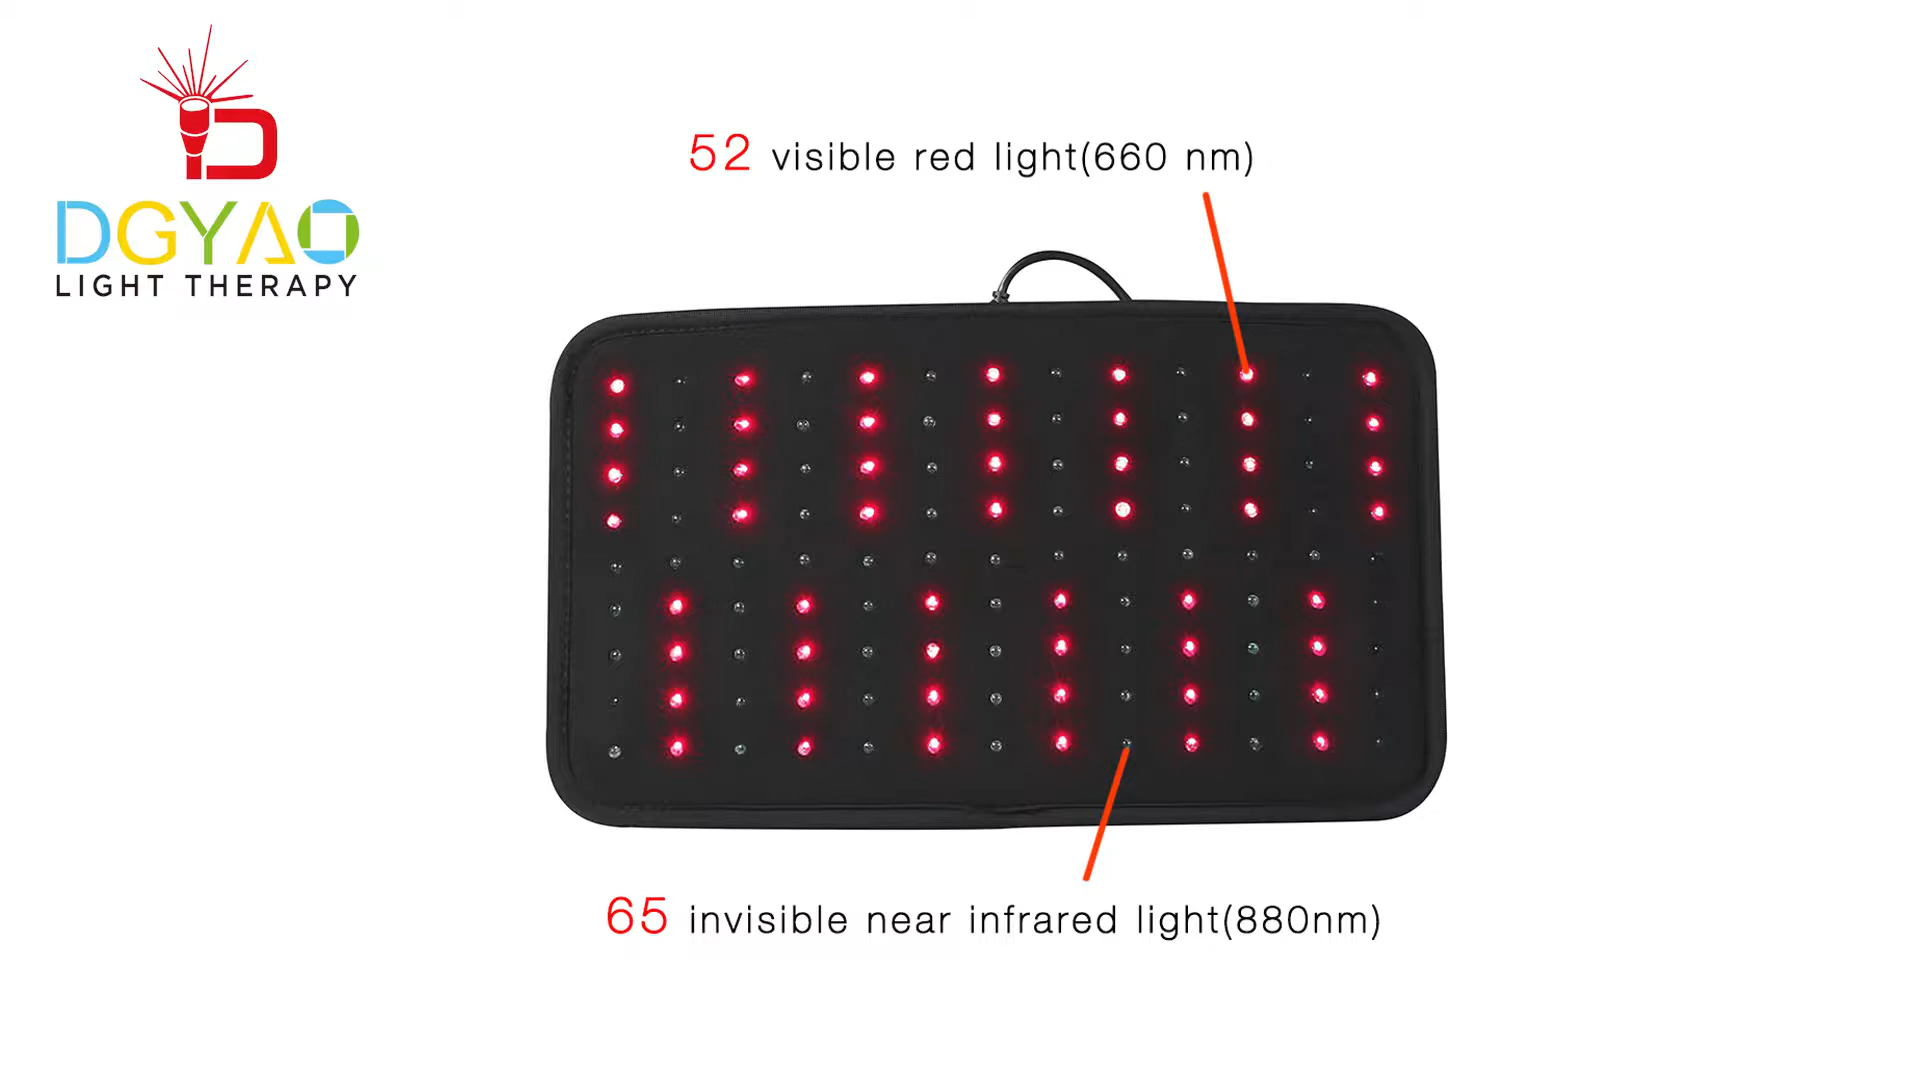 DGYAO
LIGHT THERAPY
52 visible red light(660 nm)
65 invisible near infrared light(880nm)